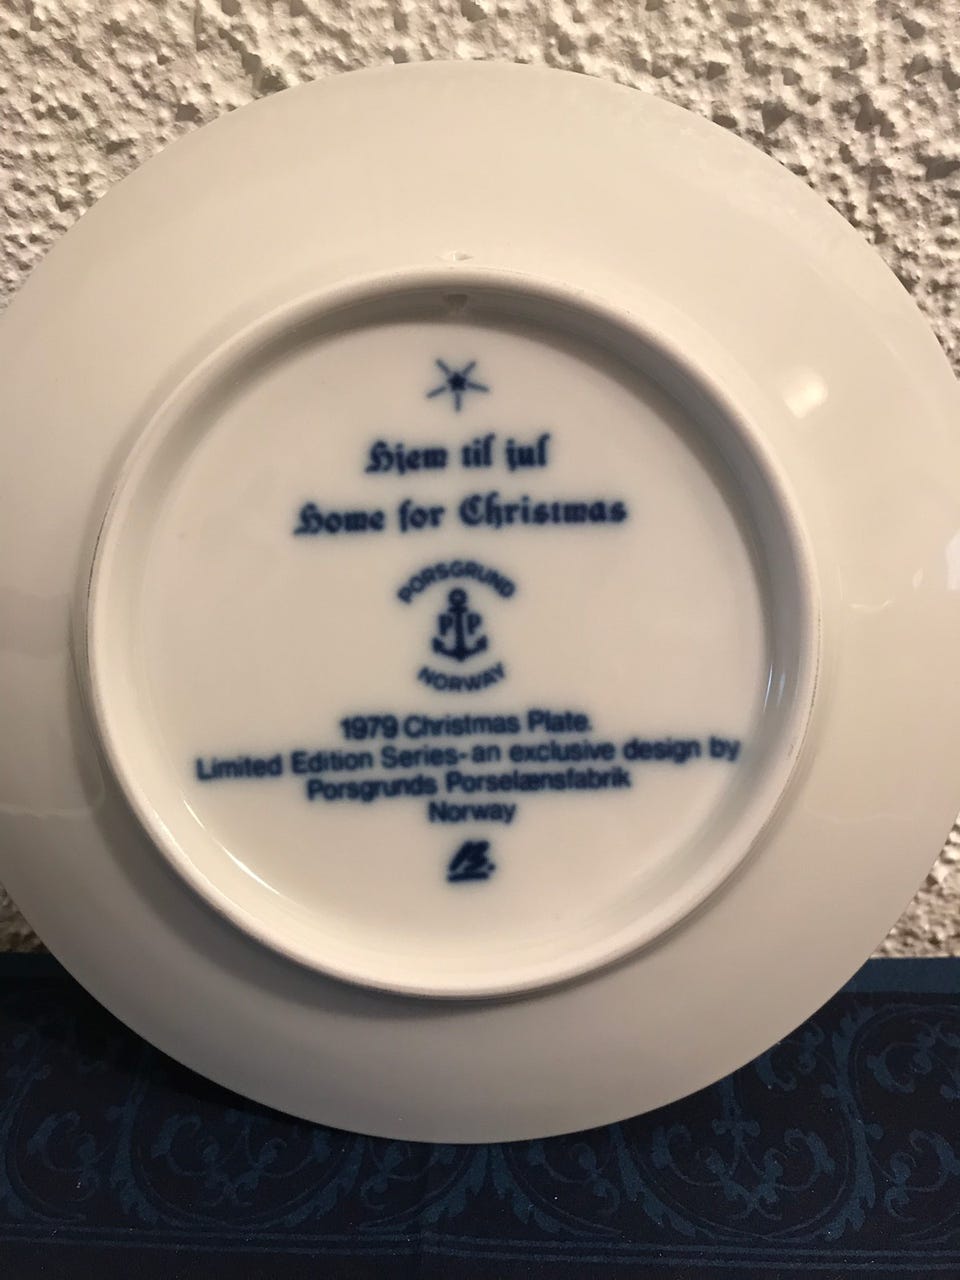 Hjem til jul
Home for Christmas
PORSGRUND
PP
NORWAY
1979 Christmas Plate.
Limited Edition Series-an exclusive design by
Porsgrunds Porselænsfabrik
Norway